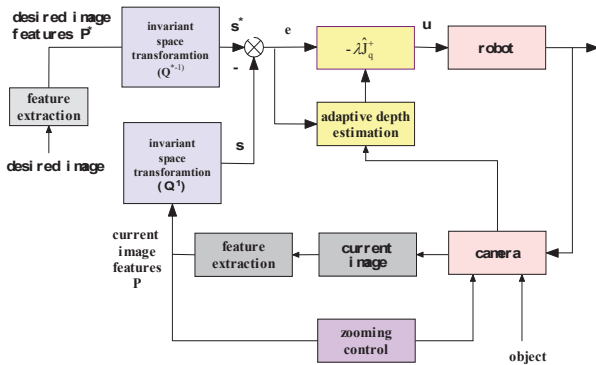 desired image
features P*
invariant
space
transforamtion
(Q*-1)
s*
-
e
- λĴq+
u
robot
feature
extraction
desired image
invariant
space
transforamtion
(Q1)
s
adaptive depth
estimation
current
image
features
P
feature
extraction
current
image
camera
zooming
control
object